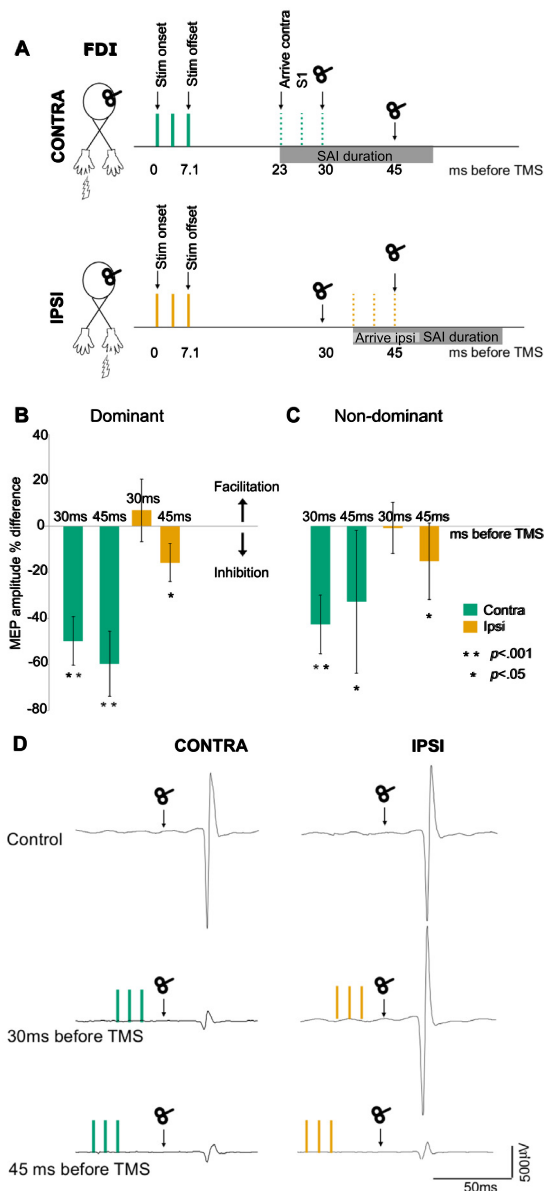 A
FDI
CONTRA
Stim onset
Stim offset
Arrive contra
S1
SAI duration
0
7.1
23
30
45
ms before TMS
IPSI
Stim onset
Stim offset
Arrive ipsi
SAI duration
0
7.1
30
45
ms before TMS
B
Dominant
MEP amplitude % difference
40
20
0
-20
-40
-60
-80
30ms
45ms
30ms
45ms
* *
* *
*
Facilitation
Inhibition
C
Non-dominant
30ms
45ms
30ms
45ms
ms before TMS
* *
*
*
Contra
Ipsi
* * p<.001
* p<.05
D
CONTRA
IPSI
Control
30ms before TMS
45 ms before TMS
500µV
50ms